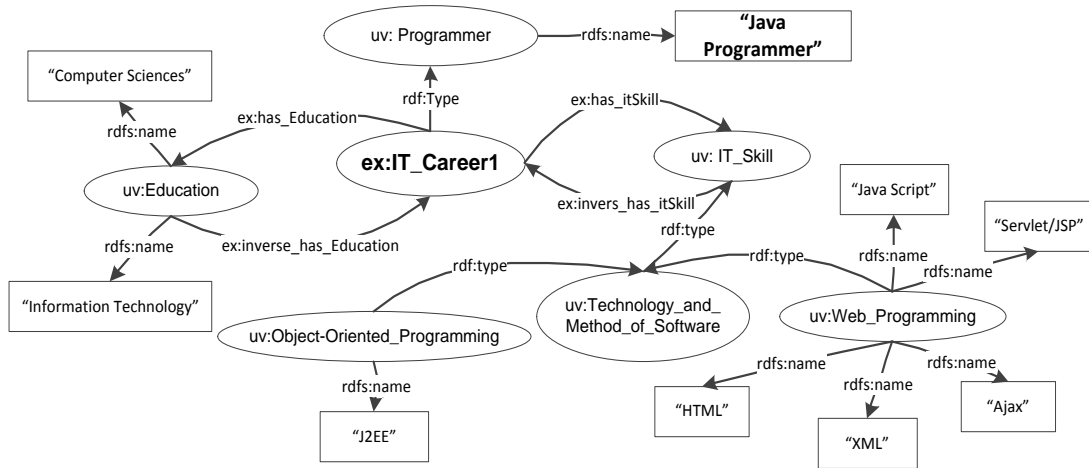 uv: Programmer
rdfs:name
“Java
Programmer”
“Computer Sciences”
rdf:Type
rdfs:name
ex:has_Education
ex:has_itSkill
ex:IT_Career1
uv: IT_Skill
uv:Education
ex:invers_has_itSkill
“Java Script”
“Servlet/JSP”
rdfs:name
ex:inverse_has_Education
rdf:type
rdfs:name
rdfs:name
rdf:type
rdf:type
“Information Technology”
uv:Technology_and_
Method_of_Software
uv:Object-Oriented_Programming
uv:Web_Programming
rdfs:name
rdfs:name
rdfs:name
rdfs:name
“J2EE”
“HTML”
“XML”
“Ajax”